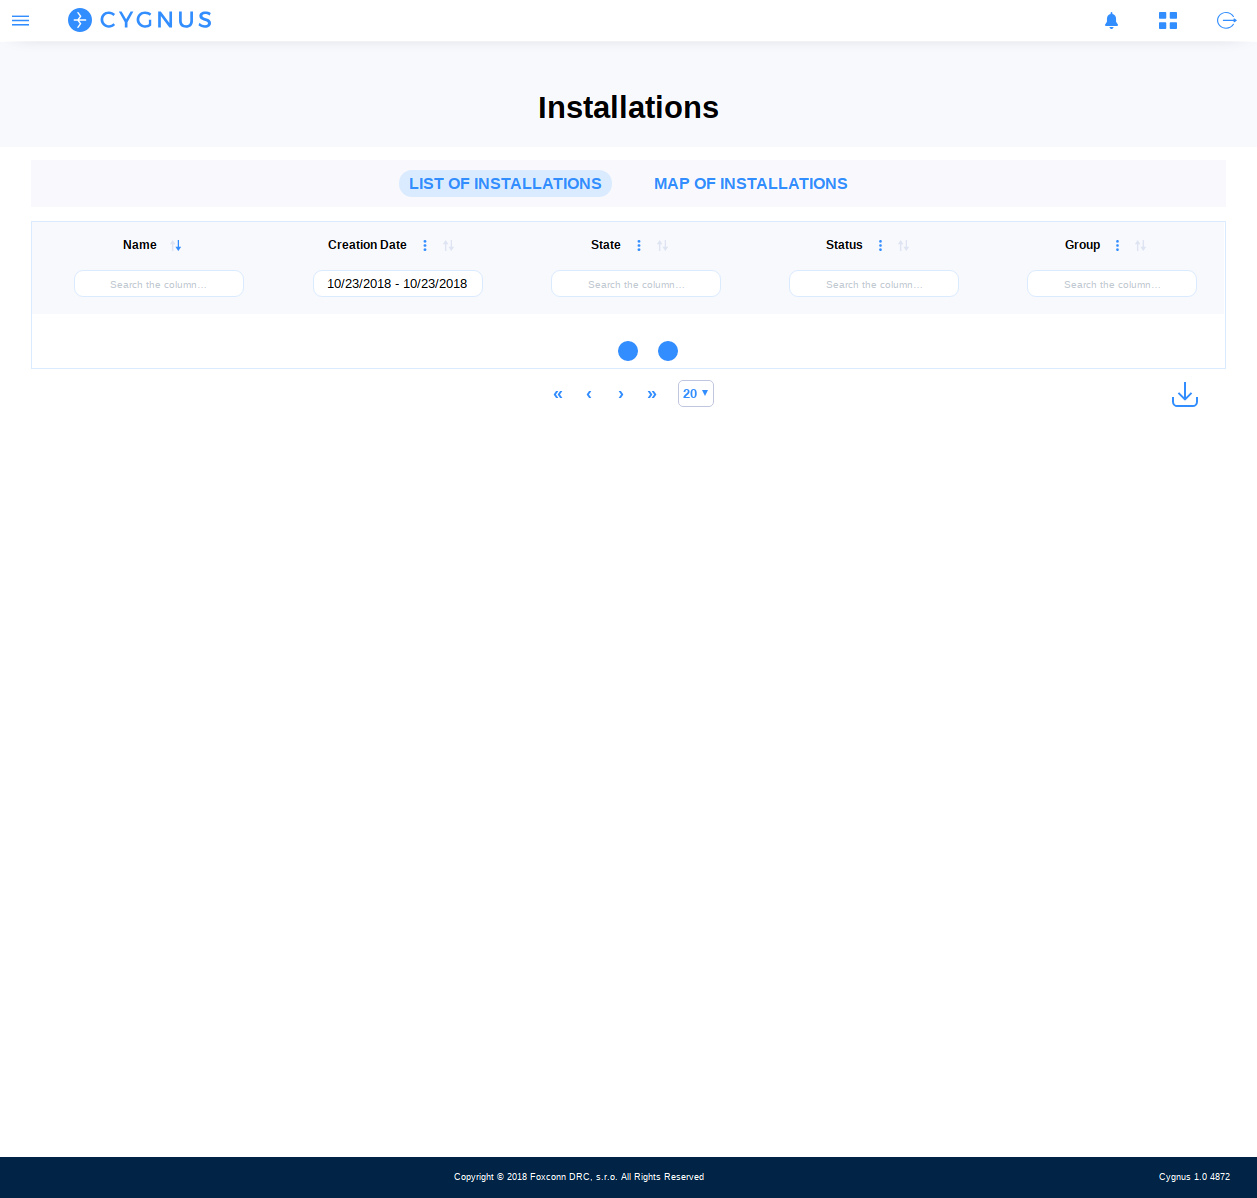 CYGNUS
Installations
LIST OF INSTALLATIONS MAP OF INSTALLATIONS
Name Creation Date State Status Group
Search the column... 10/23/2018 - 10/23/2018 Search the column... Search the column... Search the column...
« ‹ › » 20 ▼
Copyright © 2018 Foxconn DRC, s.r.o. All Rights Reserved Cygnus 1.0 4872